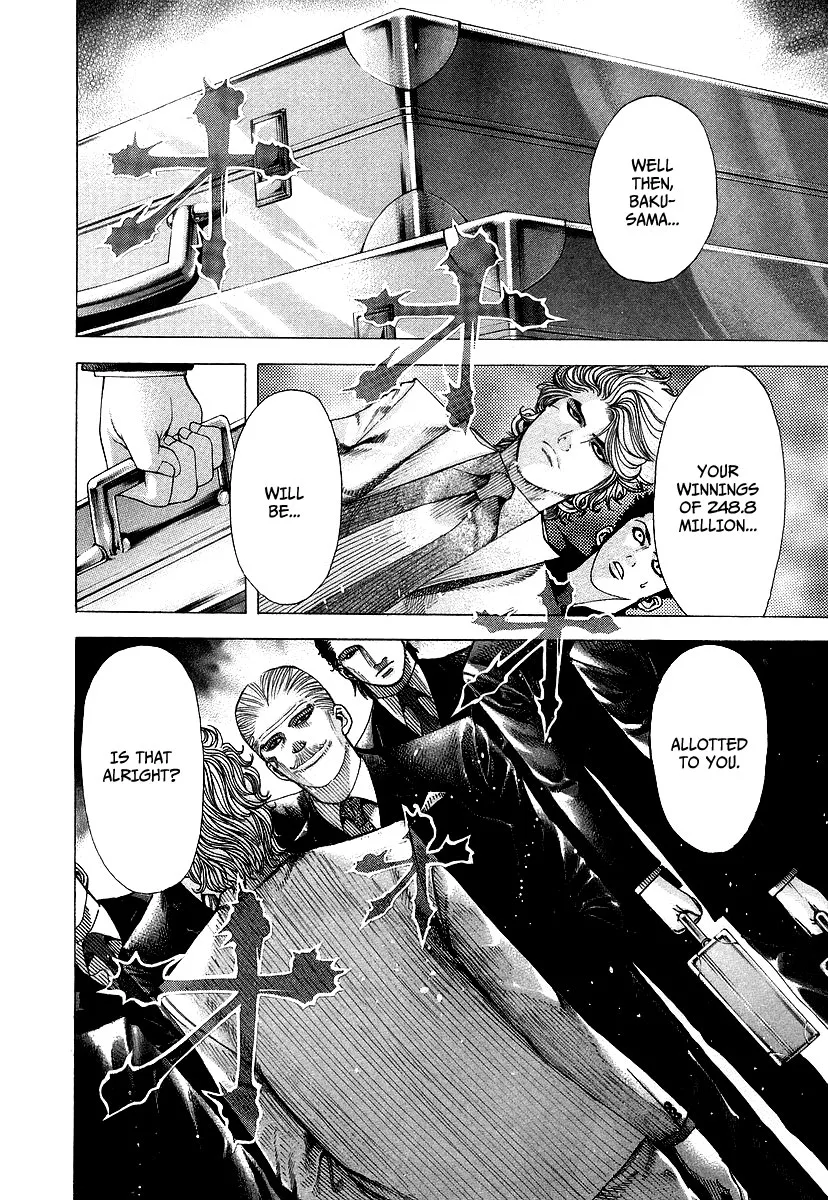 WELL
THEN,
BAKU-
SAMA...
YOUR
WINNINGS
OF 248.8
MILLION...
WILL
BE...
ALLOTTED
TO YOU.
IS THAT
ALRIGHT?